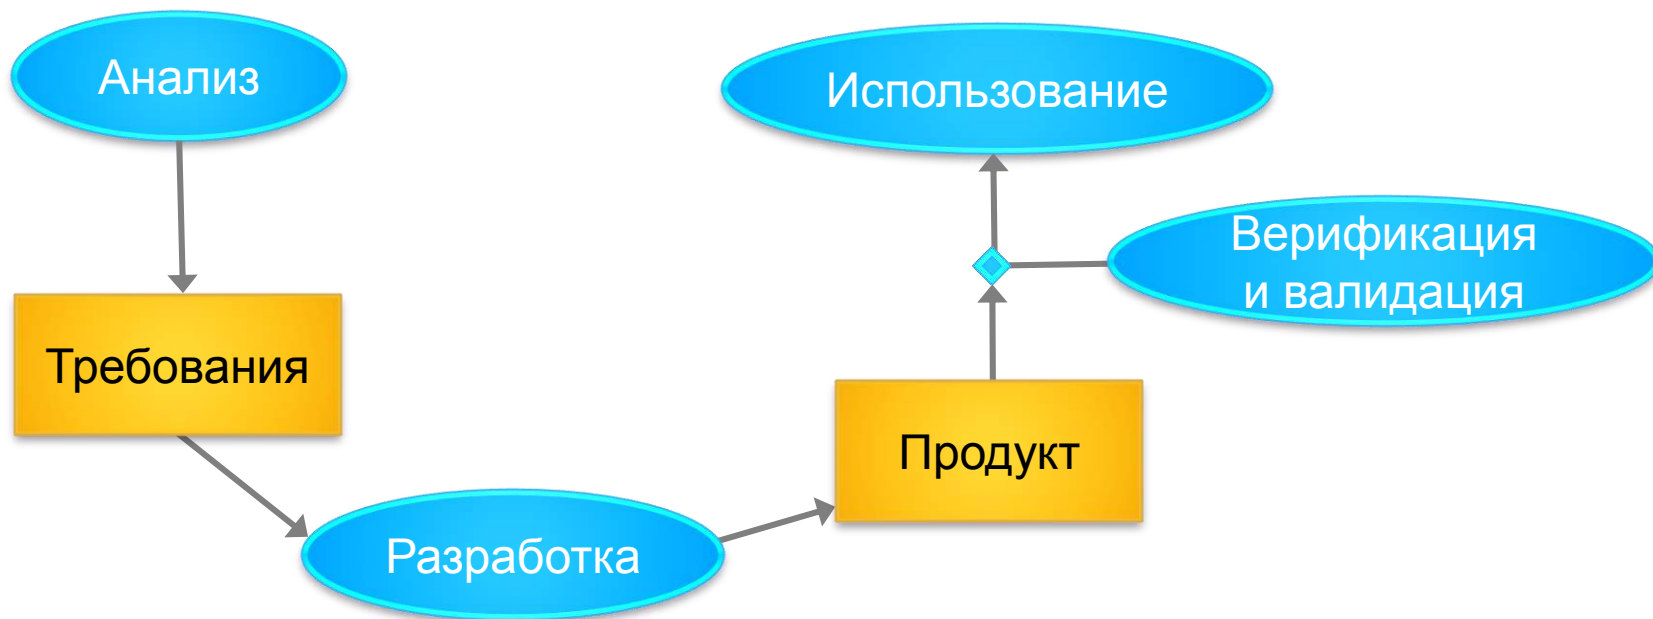 Анализ
Использование
Верификация
и валидация
Требования
Продукт
Разработка